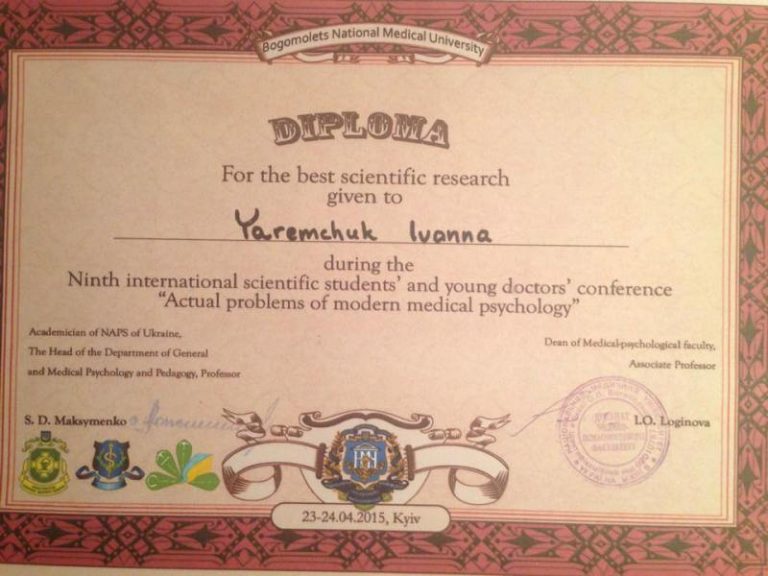 Bogomolets National Medical University
DIPLOMA
For the best scientific research
given to
Yaremchuk Ivanna
during the
Ninth international scientific students' and young doctors' conference
"Actual problems of modern medical psychology"
Academician of NAPS of Ukraine,
The Head of the Department of General
and Medical Psychology and Pedagogy, Professor
S. D. Maksymenko
Dean of Medical-psychological faculty,
Associate Professor
I.O. Loginova
23-24.04.2015, Kyiv